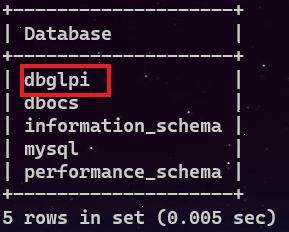 +--------------------+
| Database           |
+--------------------+
| dbglpi             |
| dbocs              |
| information_schema |
| mysql              |
| performance_schema |
+--------------------+
5 rows in set (0.005 sec)